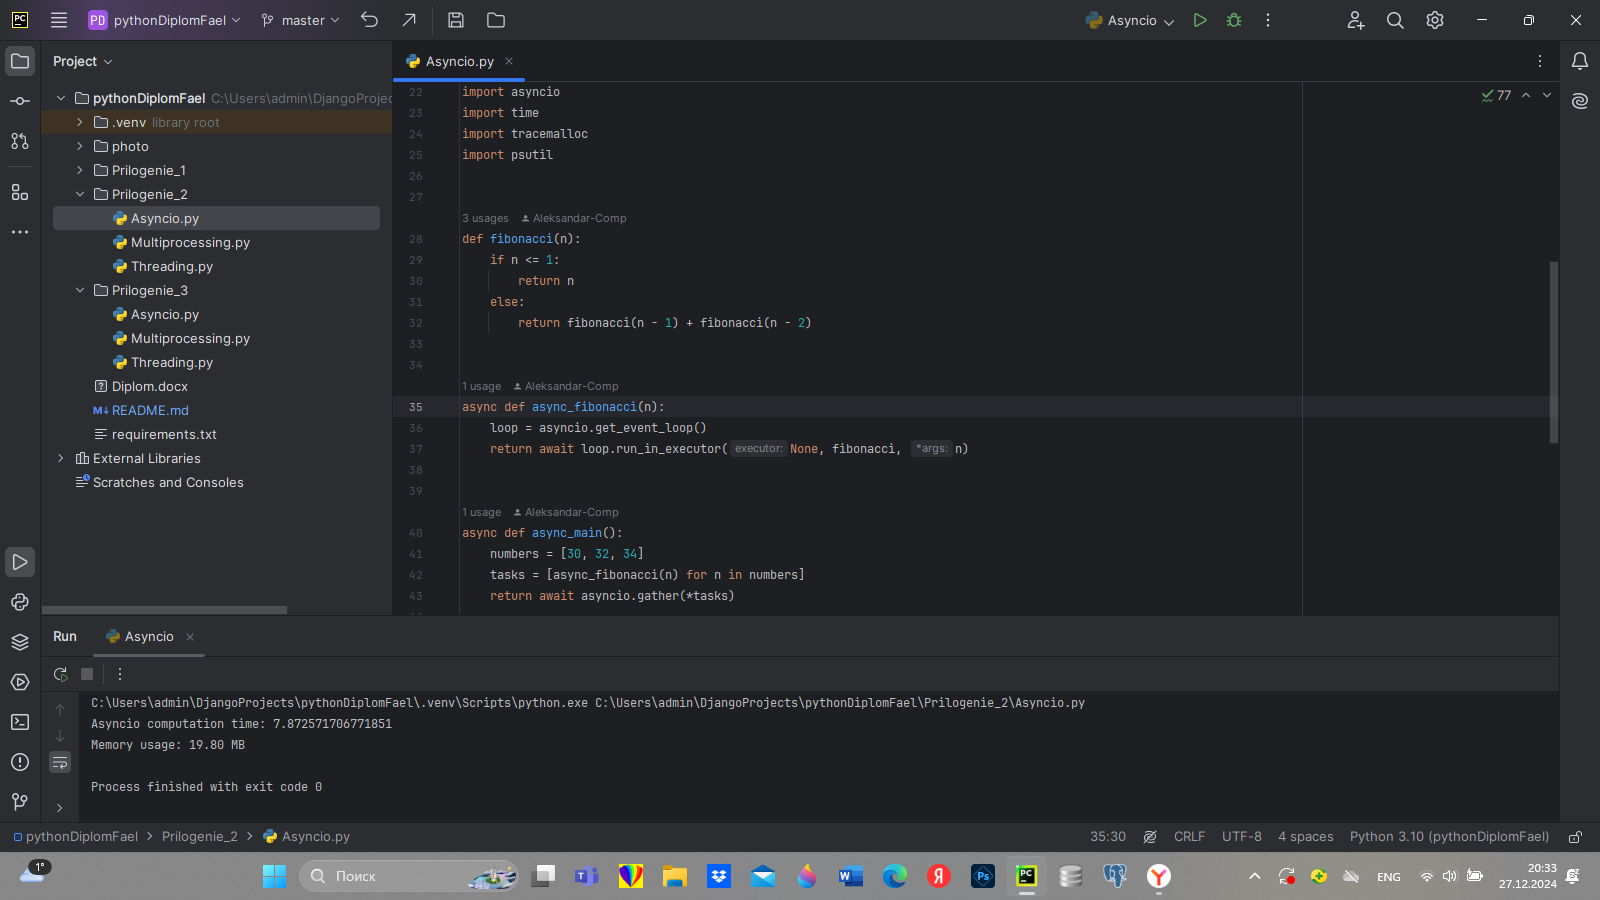 PC
PD pythonDiplomFael
master
Asyncio
Project
pythonDiplomFael C:\Users\admin\DjangoProjec
.venv library root
photo
Prilogenie_1
Prilogenie_2
Asyncio.py
Multiprocessing.py
Threading.py
Prilogenie_3
Asyncio.py
Multiprocessing.py
Threading.py
Diplom.docx
M↓ README.md
requirements.txt
External Libraries
Scratches and Consoles
Asyncio.py
77
22 import asyncio
23 import time
24 import tracemalloc
25 import psutil
26
27
3 usages Aleksandar-Comp
28 def fibonacci(n):
29 if n <= 1:
30 return n
31 else:
32 return fibonacci(n - 1) + fibonacci(n - 2)
33
34
1 usage Aleksandar-Comp
35 async def async_fibonacci(n):
36 loop = asyncio.get_event_loop()
37 return await loop.run_in_executor( executor: None, fibonacci, *args: n)
38
39
1 usage Aleksandar-Comp
40 async def async_main():
41 numbers = [30, 32, 34]
42 tasks = [async_fibonacci(n) for n in numbers]
43 return await asyncio.gather(*tasks)
Run
Asyncio
C:\Users\admin\DjangoProjects\pythonDiplomFael\.venv\Scripts\python.exe C:\Users\admin\DjangoProjects\pythonDiplomFael\Prilogenie_2\Asyncio.py
Asyncio computation time: 7.872571706771851
Memory usage: 19.80 MB
Process finished with exit code 0
pythonDiplomFael > Prilogenie_2 > Asyncio.py
35:30 CRLF UTF-8 4 spaces Python 3.10 (pythonDiplomFael)
1°
Поиск
ENG
20:33
27.12.2024